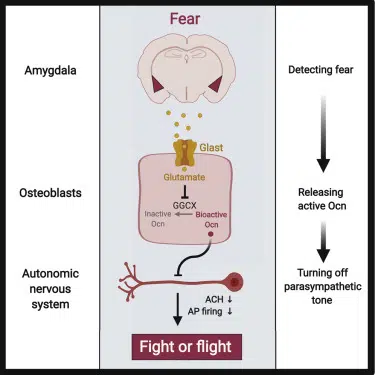 Fear
Amygdala
Detecting fear
Glast
Glutamate
GGCX
Inactive
Ocn
Bioactive
Ocn
Osteoblasts
Releasing
active Ocn
Autonomic
nervous
system
ACH ↓
AP firing ↓
Turning off
parasympathetic
tone
Fight or flight